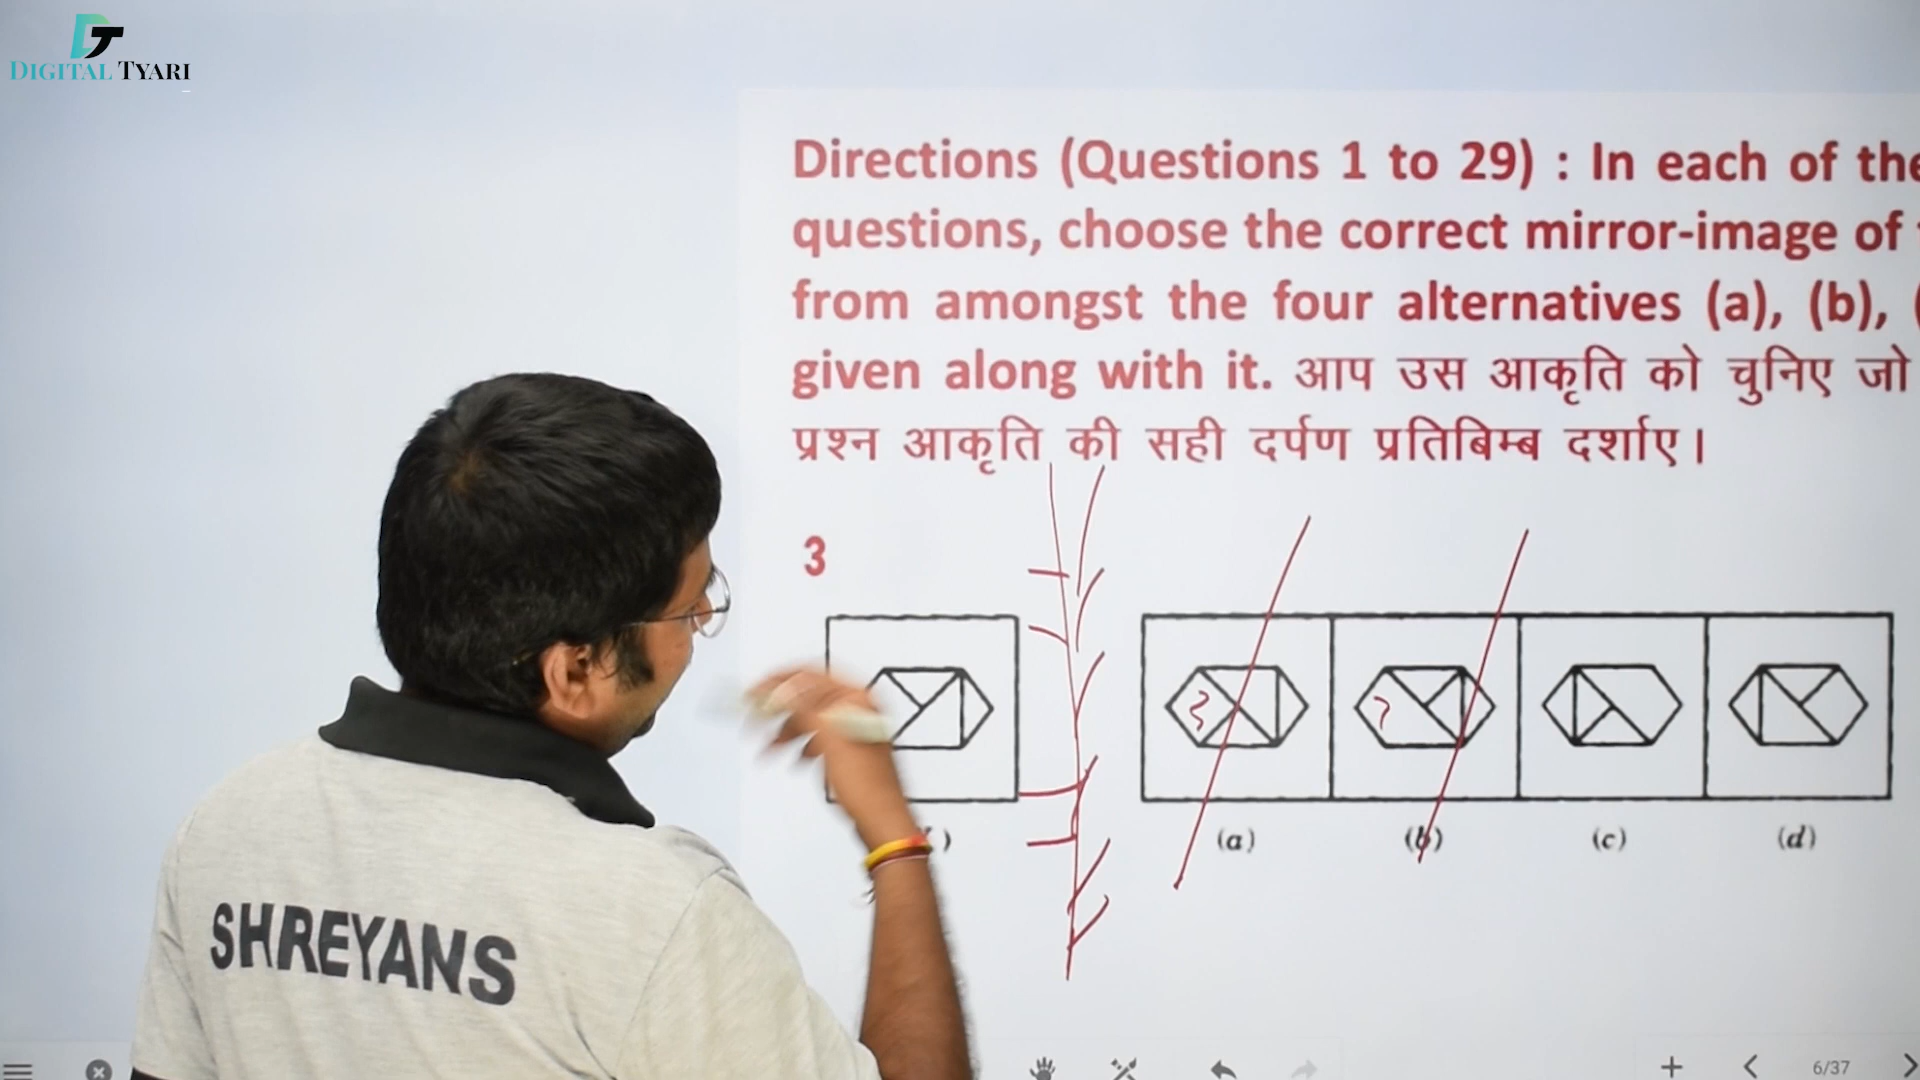 DIGITAL TYARI
Directions (Questions 1 to 29) : In each of the
questions, choose the correct mirror-image of
from amongst the four alternatives (a), (b),
given along with it. आप उस आकृति को चुनिए जो
प्रश्न आकृति की सही दर्पण प्रतिबिम्ब दर्शाए।
3
(a) (b) (c) (d)
SHREYANS
6/37